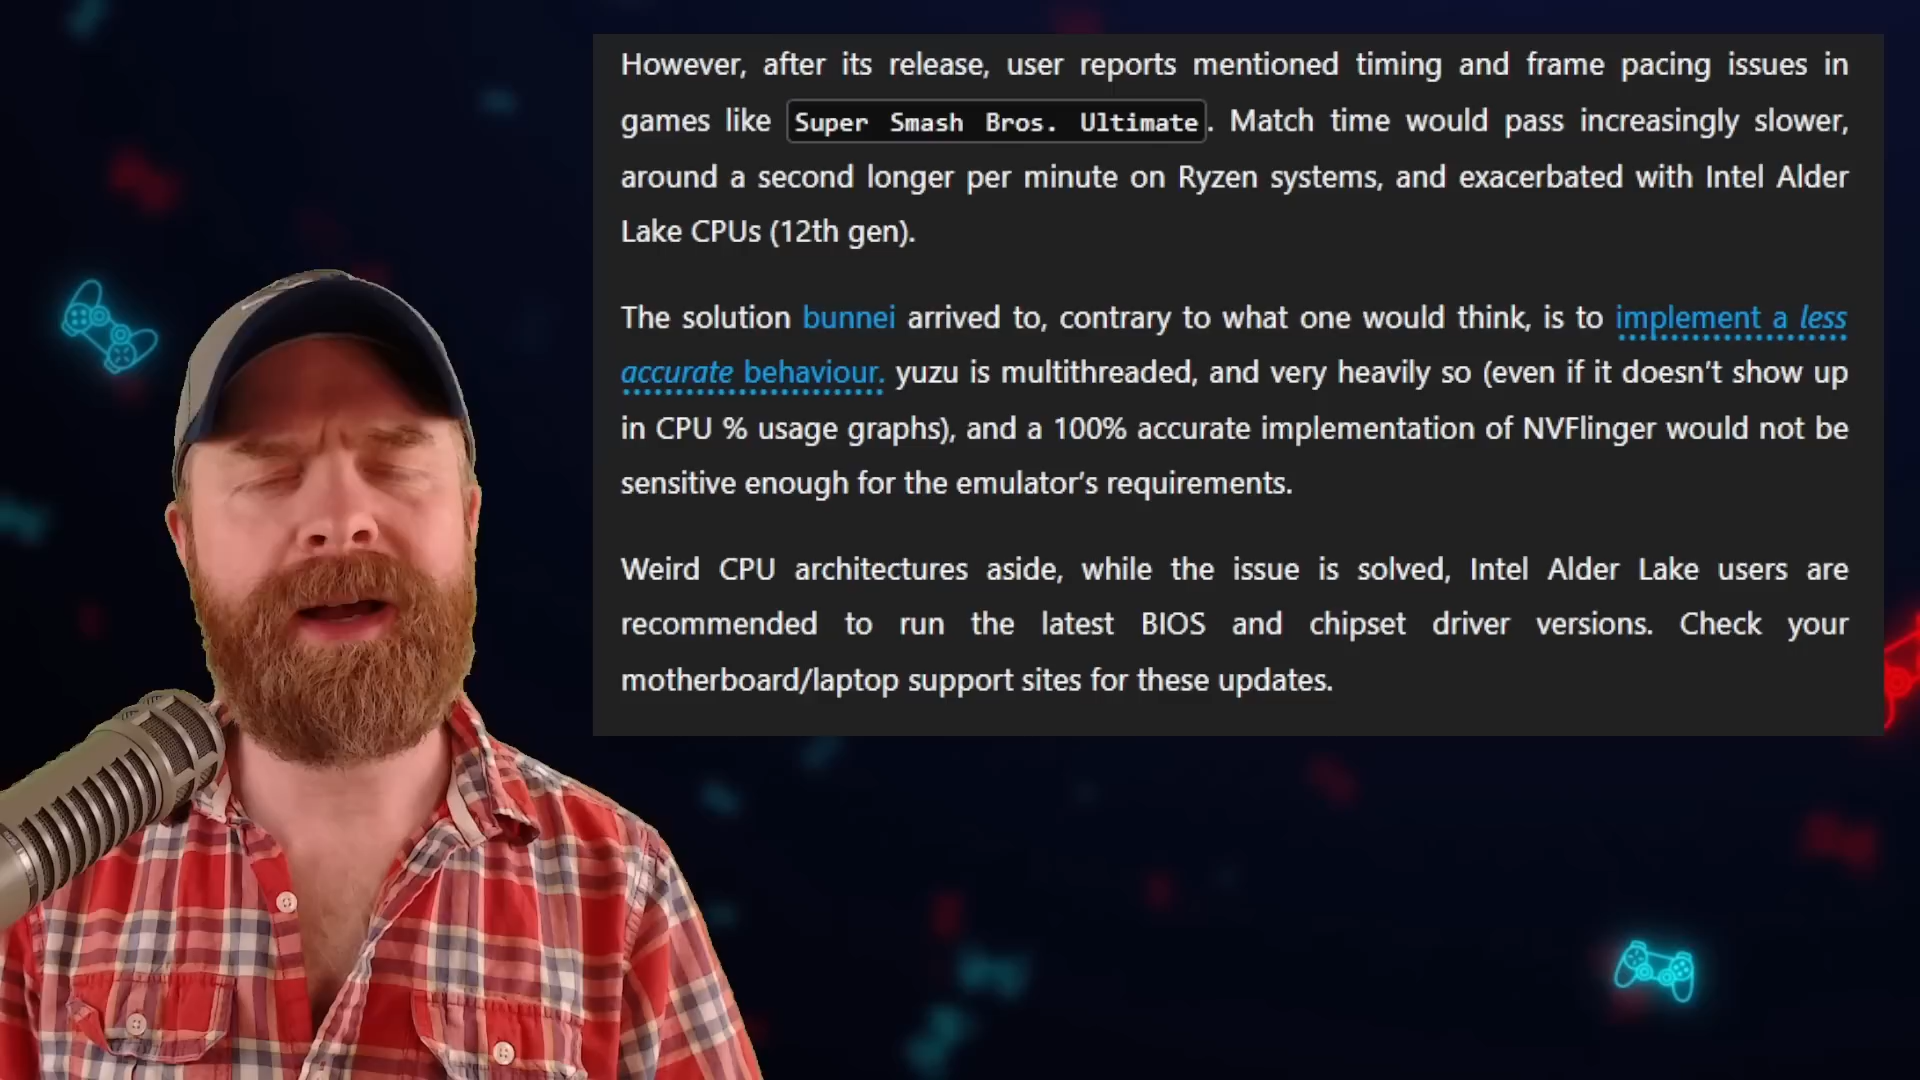 However, after its release, user reports mentioned timing and frame pacing issues in
games like Super Smash Bros. Ultimate. Match time would pass increasingly slower,
around a second longer per minute on Ryzen systems, and exacerbated with Intel Alder
Lake CPUs (12th gen).
The solution bunnei arrived to, contrary to what one would think, is to implement a less
accurate behaviour. yuzu is multithreaded, and very heavily so (even if it doesn’t show up
in CPU % usage graphs), and a 100% accurate implementation of NVFlinger would not be
sensitive enough for the emulator’s requirements.
Weird CPU architectures aside, while the issue is solved, Intel Alder Lake users are
recommended to run the latest BIOS and chipset driver versions. Check your
motherboard/laptop support sites for these updates.